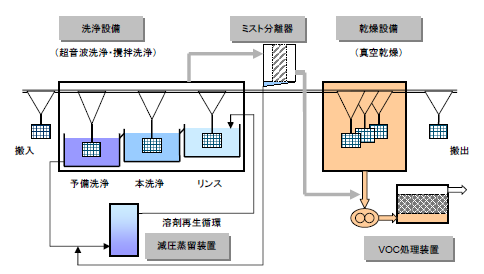 洗浄設備
（超音波洗浄・攪拌洗浄）
ミスト分離器
乾燥設備
（真空乾燥）
搬入
搬出
予備洗浄
本洗浄
リンス
溶剤再生循環
減圧蒸留装置
VOC処理装置